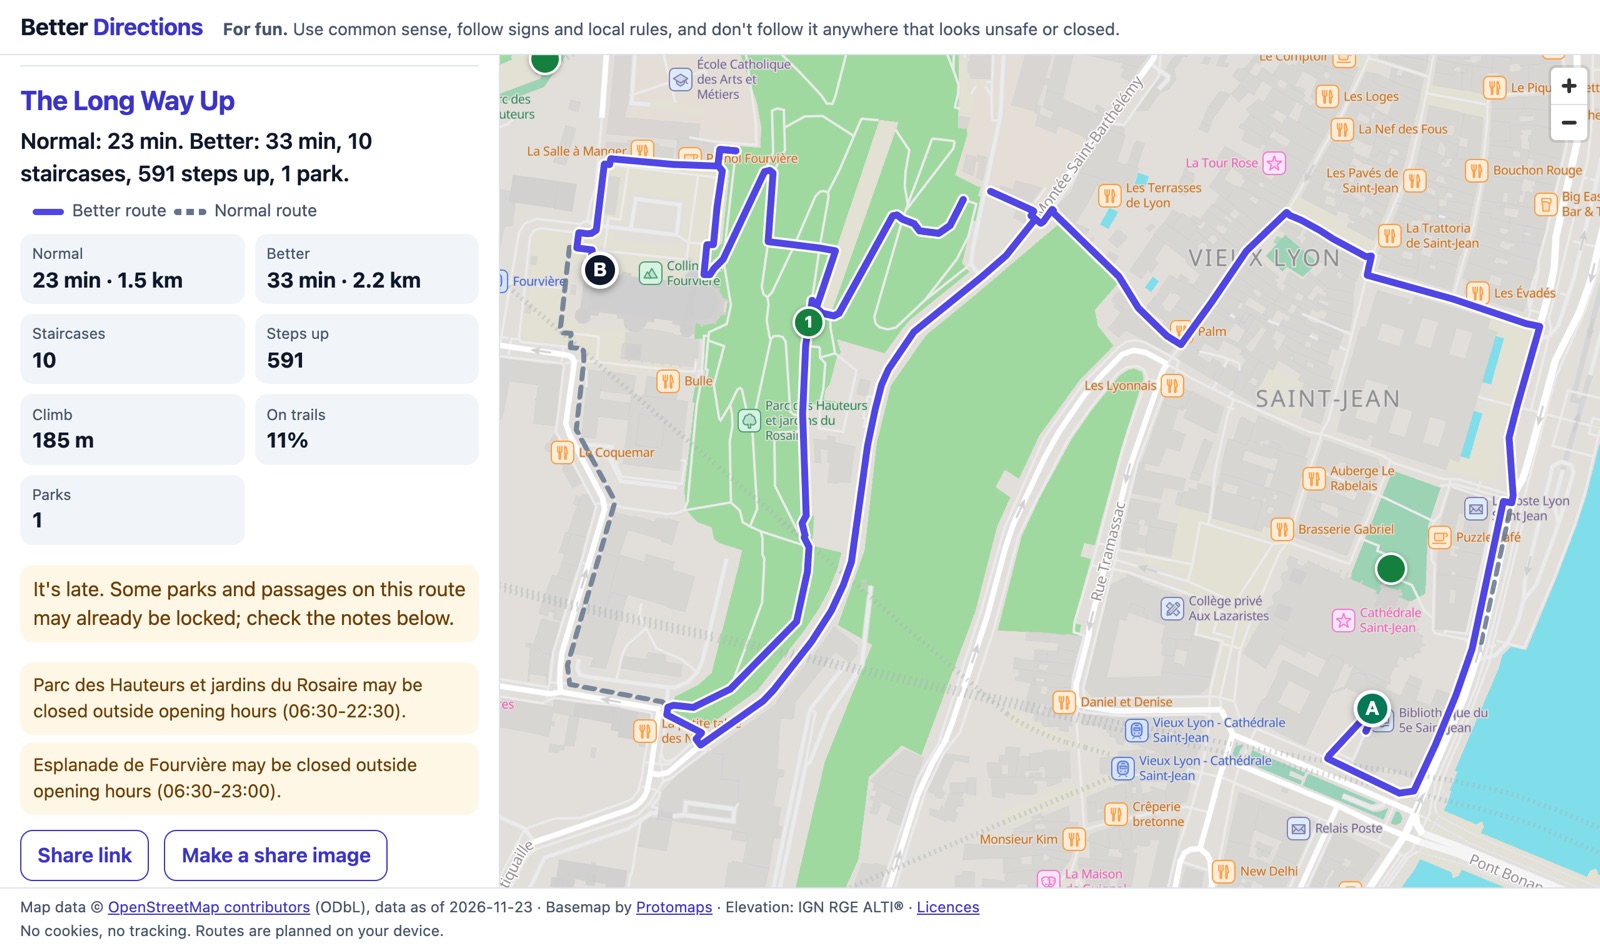 Better Directions
For fun. Use common sense, follow signs and local rules, and don't follow it anywhere that looks unsafe or closed.
The Long Way Up
Normal: 23 min. Better: 33 min, 10
staircases, 591 steps up, 1 park.
Better route
Normal route
Normal
23 min · 1.5 km
Better
33 min · 2.2 km
Staircases
10
Steps up
591
Climb
185 m
On trails
11%
Parks
1
It's late. Some parks and passages on this route
may already be locked; check the notes below.
Parc des Hauteurs et jardins du Rosaire may be
closed outside opening hours (06:30-22:30).
Esplanade de Fourvière may be closed outside
opening hours (06:30-23:00).
Share link
Make a share image
École Catholique
des Arts et
Métiers
La Salle à Manger
Fourvière
B
Fourvière
1
Bulle
Parc des Hauteurs
et jardins du
Le Coquemar
Montée Saint-Barthélémy
Le Comptoir
Les Loges
La Nef des Fous
La Tour Rose
Les Pavés de
Saint-Jean
Bouchon Rouge
Les Terrasses
de Lyon
La Trattoria
de Saint-Jean
VIEUX LYON
Les Évadés
Palm
Les Lyonnais
SAINT-JEAN
Auberge Le
Rabelais
Brasserie Gabriel
Saint Jean
Rue Tramassac
Collège privé
Aux Lazaristes
Cathédrale
Saint-Jean
A
5e Saint-Jean
Daniel et Denise
Vieux Lyon - Cathédrale
Saint-Jean
Vieux Lyon - Cathédrale
Saint-Jean
Crêperie
bretonne
Monsieur Kim
Relais Poste
New Delhi
La Maison
Pont Bonap
+
−
Map data © OpenStreetMap contributors (ODbL), data as of 2026-11-23 · Basemap by Protomaps · Elevation: IGN RGE ALTI® · Licences
No cookies, no tracking. Routes are planned on your device.